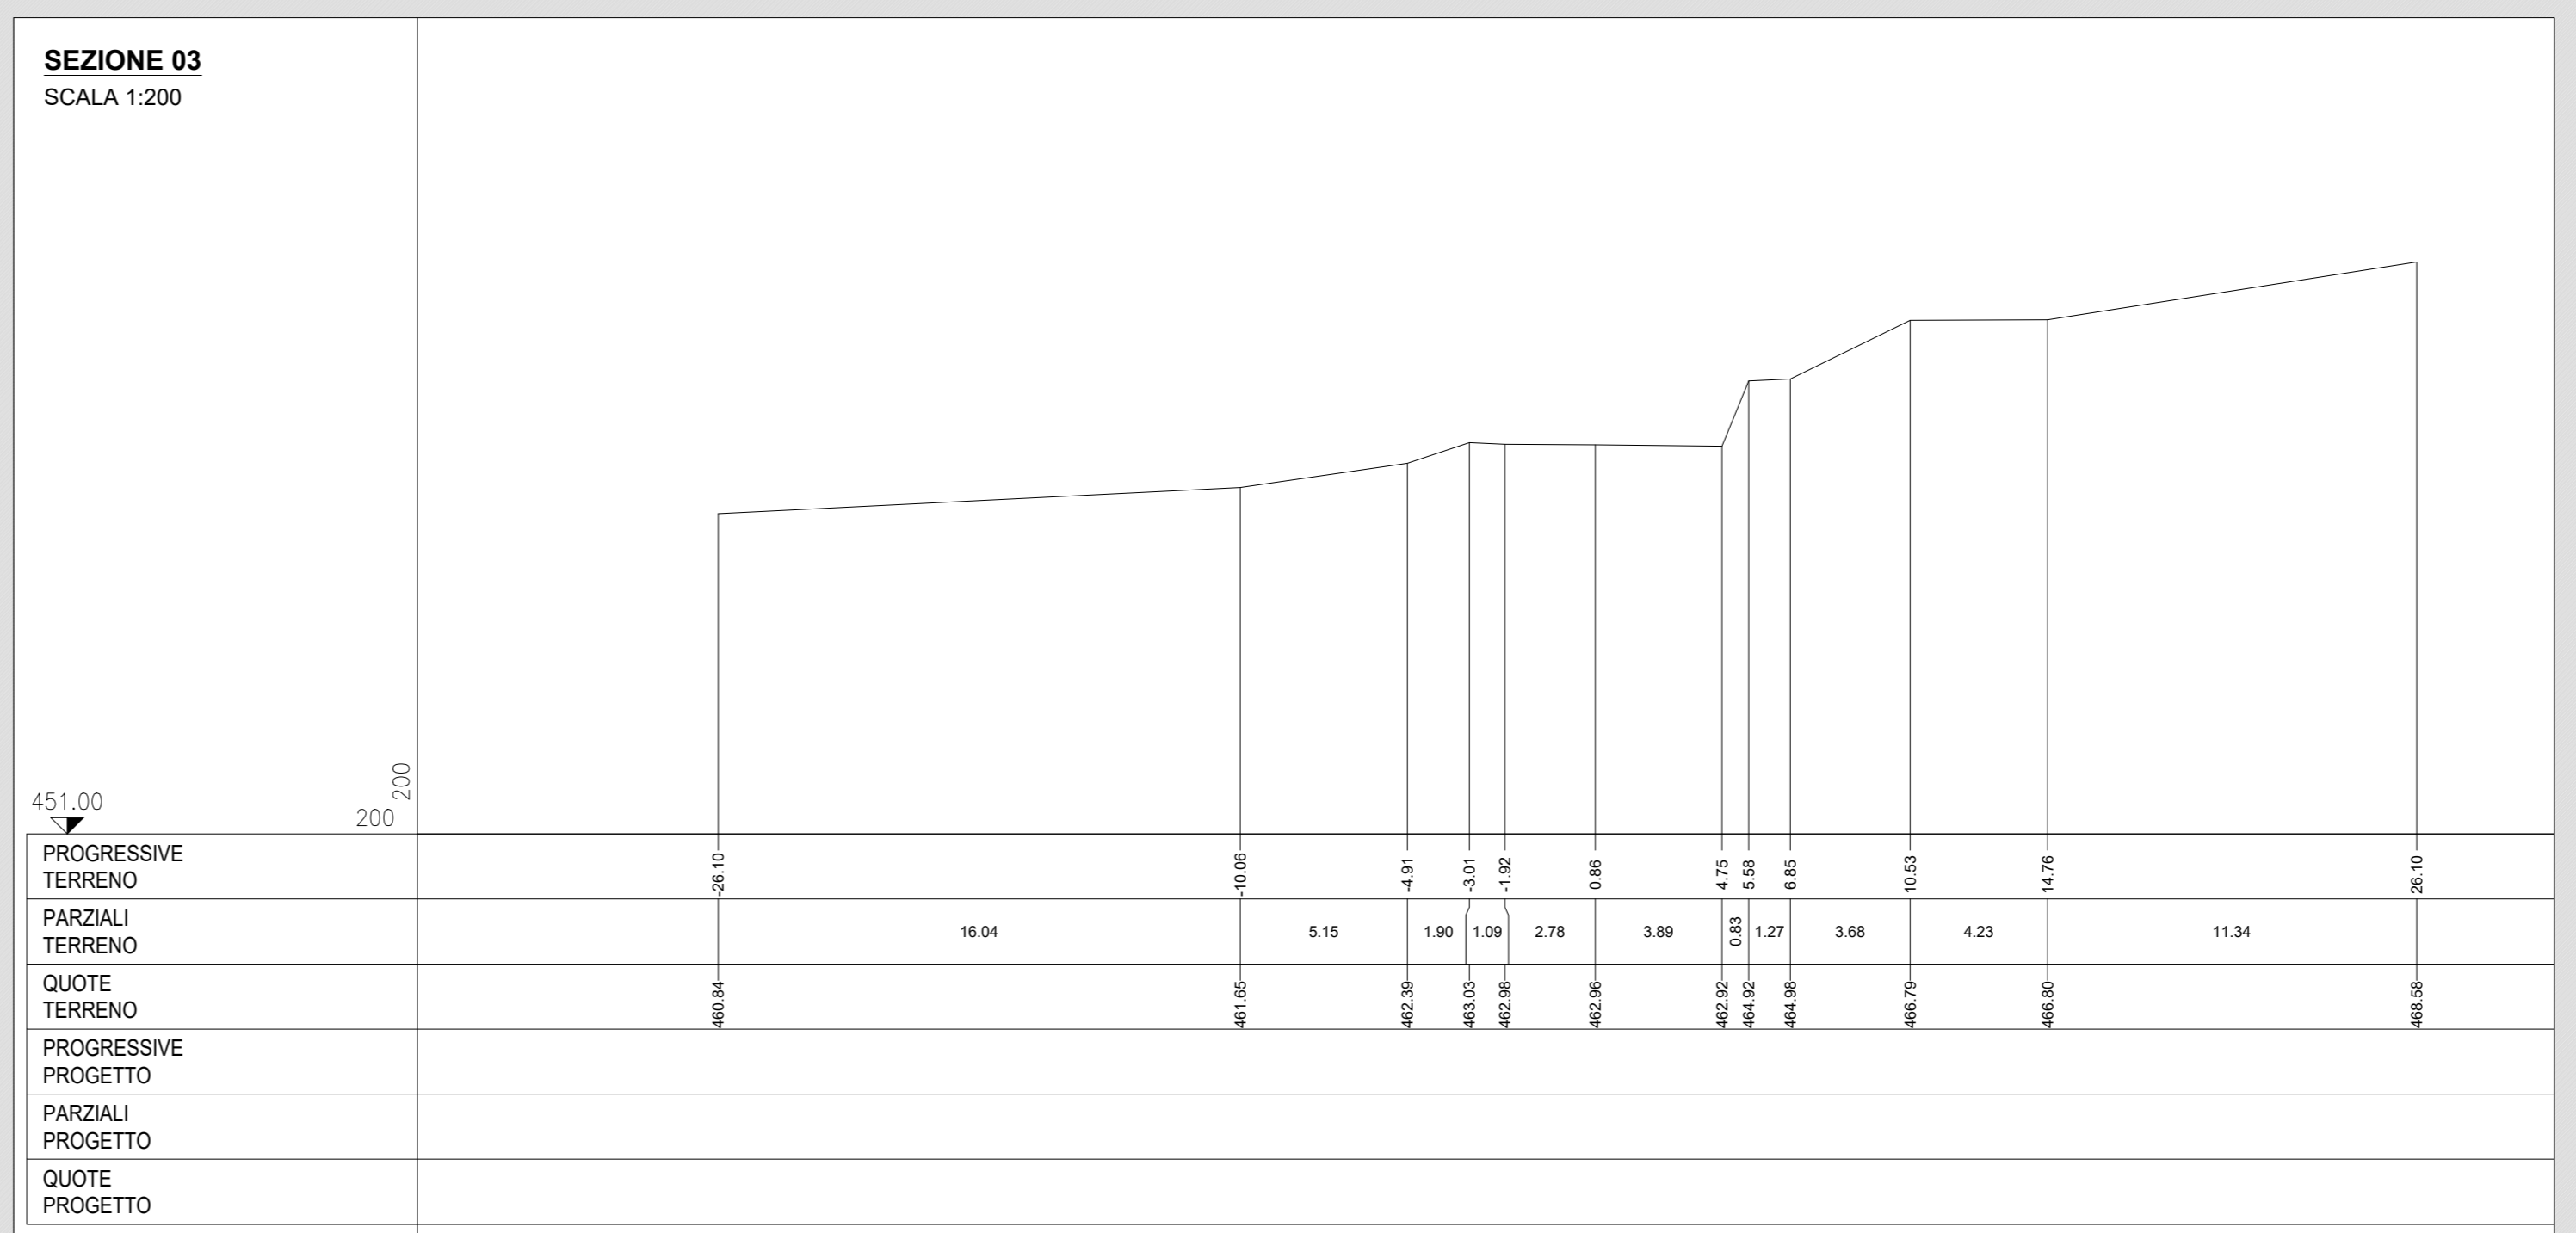 SEZIONE 03
SCALA 1:200
200
451.00
200
PROGRESSIVE
TERRENO
-26.10 -10.06 -4.91 -3.01 -1.92 0.86 4.75 5.58 6.85 10.53 14.76 26.10
PARZIALI
TERRENO
16.04 5.15 1.90 1.09 2.78 3.89 0.83 1.27 3.68 4.23 11.34
QUOTE
TERRENO
460.84 461.65 462.39 463.03 462.98 462.96 462.92 464.92 464.98 466.79 466.80 468.58
PROGRESSIVE
PROGETTO
PARZIALI
PROGETTO
QUOTE
PROGETTO